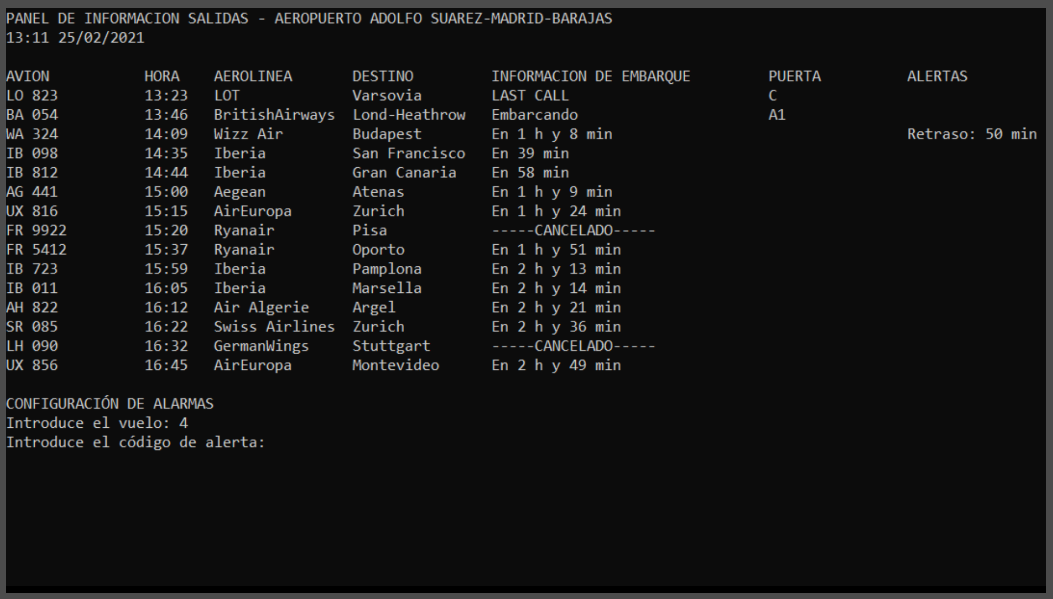 PANEL DE INFORMACION SALIDAS - AEROPUERTO ADOLFO SUAREZ-MADRID-BARAJAS
13:11 25/02/2021
AVION HORA AEROLINEA DESTINO INFORMACION DE EMBARQUE PUERTA ALERTAS
LO 823 13:23 LOT Varsovia LAST CALL C
BA 054 13:46 BritishAirways Lond-Heathrow Embarcando A1
WA 324 14:09 Wizz Air Budapest En 1 h y 8 min Retraso: 50 min
IB 098 14:35 Iberia San Francisco En 39 min
IB 812 14:44 Iberia Gran Canaria En 58 min
AG 441 15:00 Aegean Atenas En 1 h y 9 min
UX 816 15:15 AirEuropa Zurich En 1 h y 24 min
FR 9922 15:20 Ryanair Pisa -----CANCELADO-----
FR 5412 15:37 Ryanair Oporto En 1 h y 51 min
IB 723 15:59 Iberia Pamplona En 2 h y 13 min
IB 011 16:05 Iberia Marsella En 2 h y 14 min
AH 822 16:12 Air Algerie Argel En 2 h y 21 min
SR 085 16:22 Swiss Airlines Zurich En 2 h y 36 min
LH 090 16:32 GermanWings Stuttgart -----CANCELADO-----
UX 856 16:45 AirEuropa Montevideo En 2 h y 49 min
CONFIGURACIÓN DE ALARMAS
Introduce el vuelo: 4
Introduce el código de alerta: